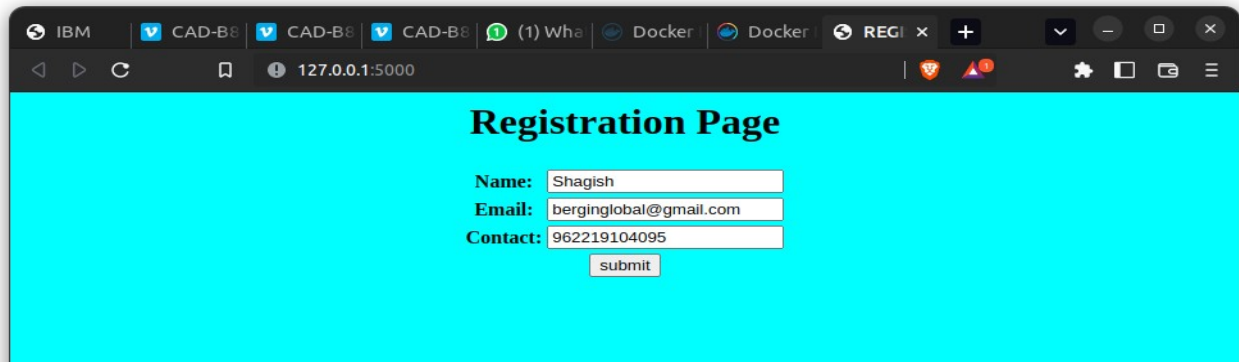 IBM CAD-B8 CAD-B8 CAD-B8 (1) Wha Docker Docker REGI
127.0.0.1:5000
Registration Page
Name: Shagish
Email: berginglobal@gmail.com
Contact: 962219104095
submit